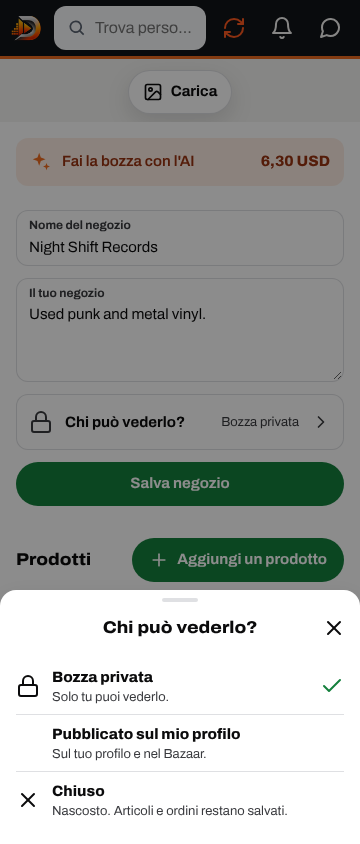 Trova perso...
Carica
Fai la bozza con l'AI
6,30 USD
Nome del negozio
Night Shift Records
Il tuo negozio
Used punk and metal vinyl.
Chi può vederlo?
Bozza privata
Salva negozio
Prodotti
Aggiungi un prodotto
Chi può vederlo?
Bozza privata
Solo tu puoi vederlo.
Pubblicato sul mio profilo
Sul tuo profilo e nel Bazaar.
Chiuso
Nascosto. Articoli e ordini restano salvati.